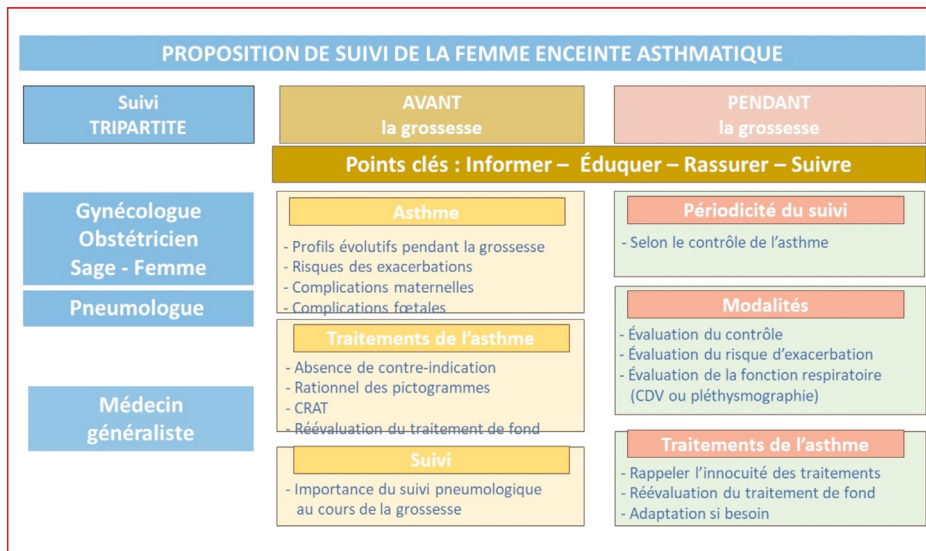 PROPOSITION DE SUIVI DE LA FEMME ENCEINTE ASTHMATIQUE
Suivi
TRIPARTITE
AVANT
la grossesse
PENDANT
la grossesse
Points clés : Informer – Éduquer – Rassurer – Suivre
Gynécologue
Obstétricien
Sage - Femme
Pneumologue
Médecin
généraliste
Asthme
- Profils évolutifs pendant la grossesse
- Risques des exacerbations
- Complications maternelles
- Complications fœtales
Traitements de l'asthme
- Absence de contre-indication
- Rationnel des pictogrammes
- CRAT
- Réévaluation du traitement de fond
Suivi
- Importance du suivi pneumologique
au cours de la grossesse
Périodicité du suivi
- Selon le contrôle de l'asthme
Modalités
- Évaluation du contrôle
- Évaluation du risque d'exacerbation
- Évaluation de la fonction respiratoire
(CDV ou pléthysmographie)
Traitements de l'asthme
- Rappeler l'innocuité des traitements
- Réévaluation du traitement de fond
- Adaptation si besoin